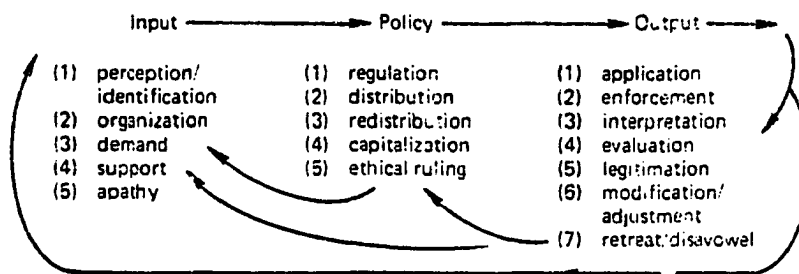 Input Policy Output
(1) perception/
identification
(2) organization
(3) demand
(4) support
(5) apathy
(1) regulation
(2) distribution
(3) redistribution
(4) capitalization
(5) ethical ruling
(1) application
(2) enforcement
(3) interpretation
(4) evaluation
(5) legitimation
(6) modification/
adjustment
(7) retreat/disavowel